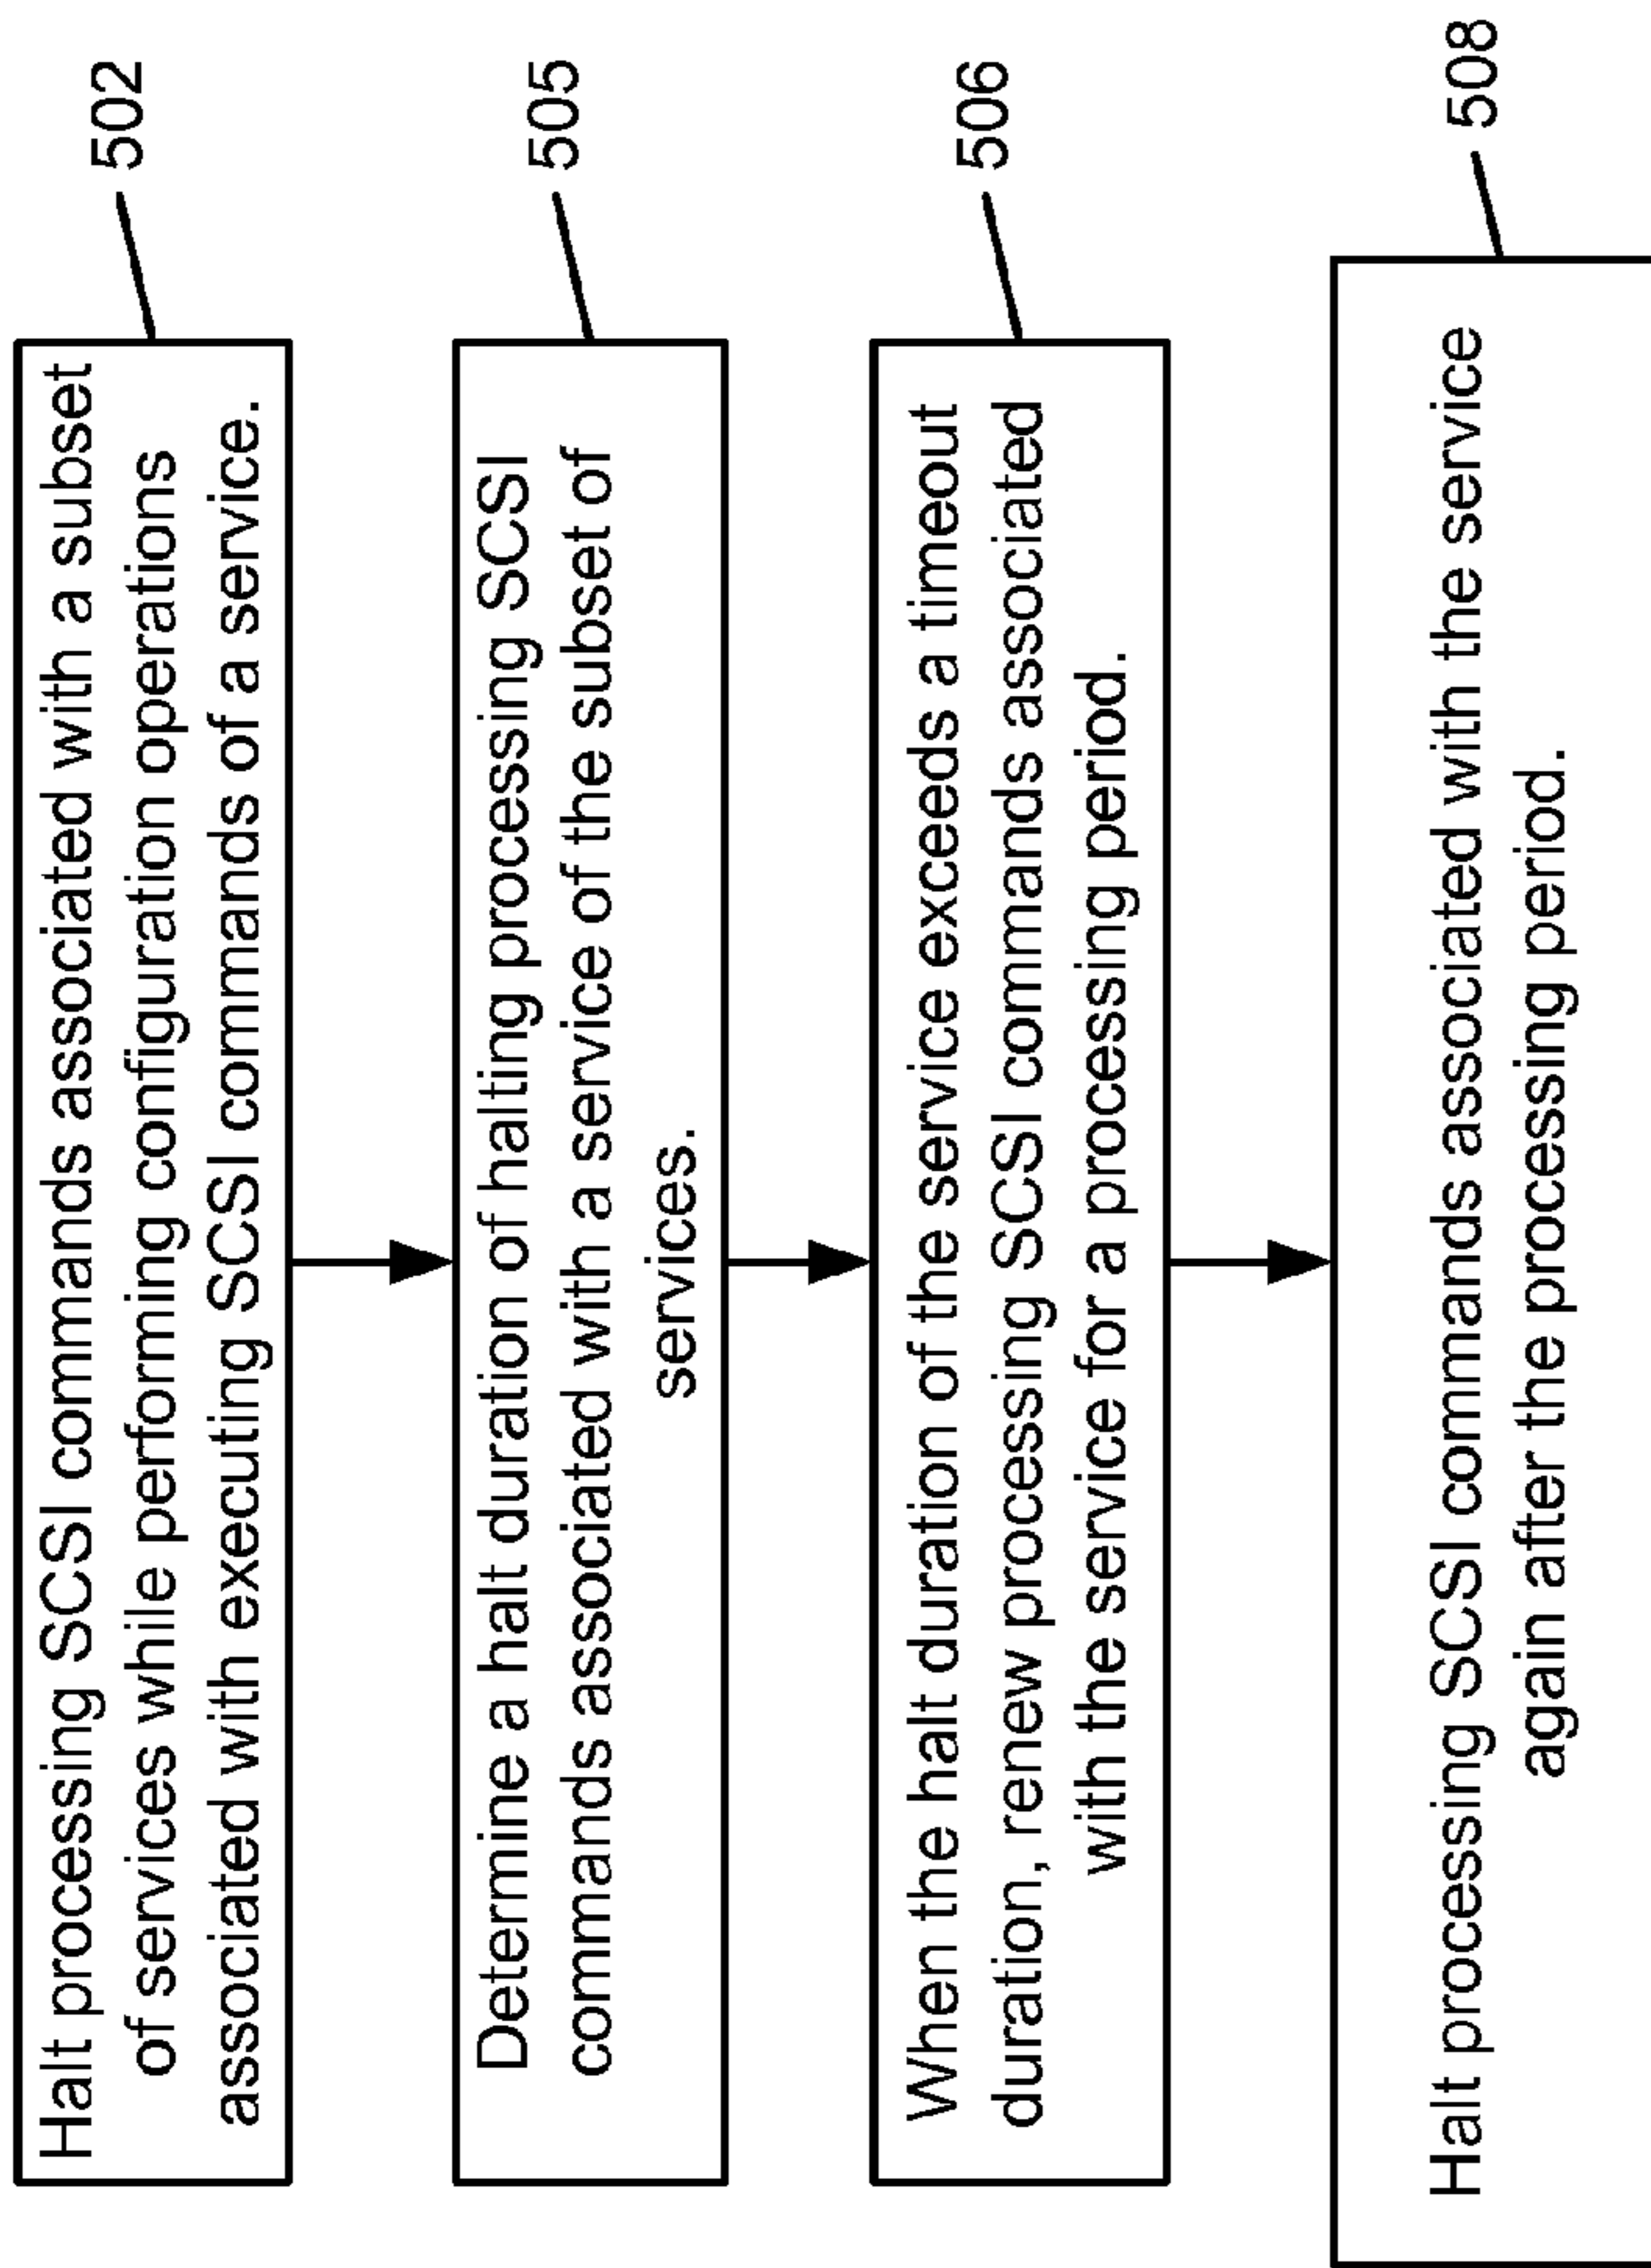 Halt processing SCSI commands associated with a subset
of services while performing configuration operations
associated with executing SCSI commands of a service.
502
Determine a halt duration of halting processing SCSI
commands associated with a service of the subset of
services.
505
When the halt duration of the service exceeds a timeout
duration, renew processing SCSI commands associated
with the service for a processing period.
506
Halt processing SCSI commands associated with the service
again after the processing period.
508